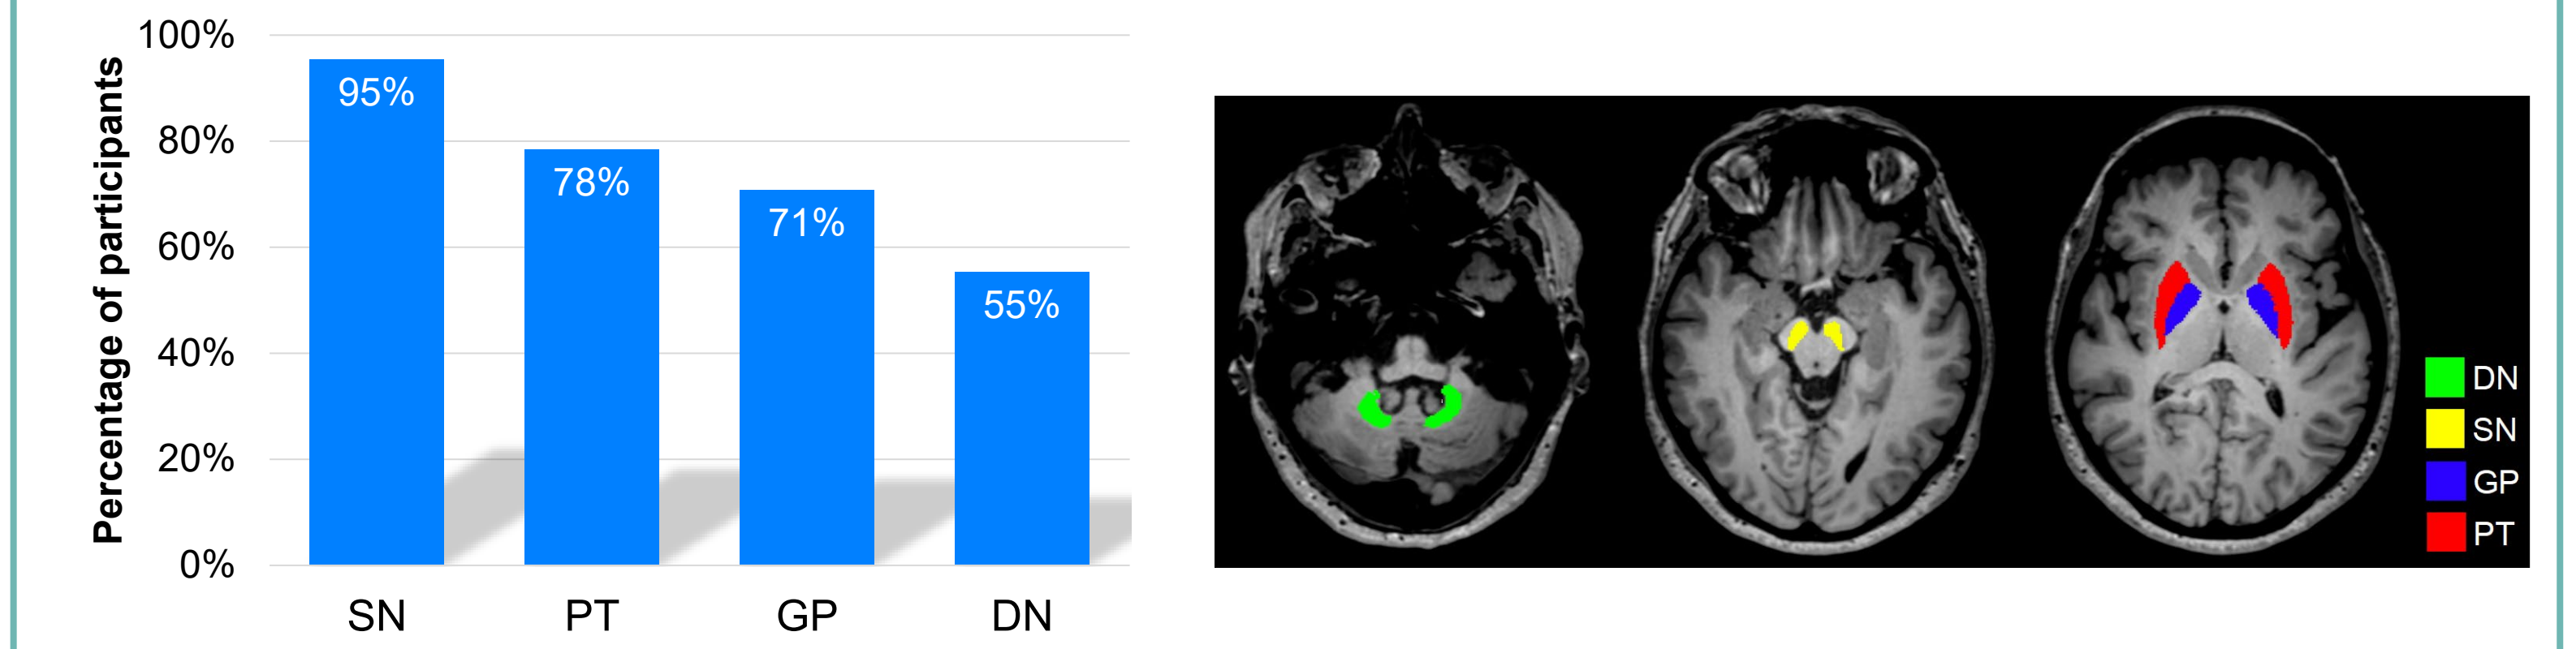 Percentage of participants
100%
80%
60%
40%
20%
0%
95%
78%
71%
55%
SN
PT
GP
DN
DN
SN
GP
PT